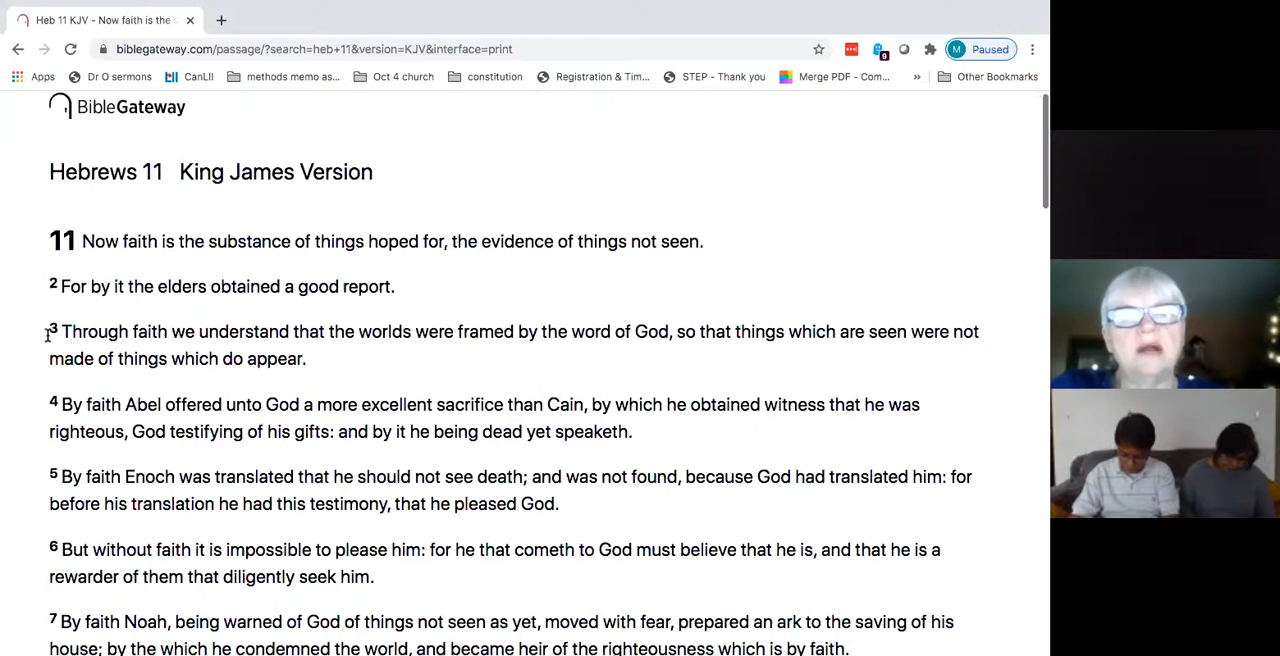 Heb 11 KJV - Now faith is the
biblegateway.com/passage/?search=heb+11&version=KJV&interface=print
9
M Paused
Apps Dr O sermons CanLII methods memo as... Oct 4 church constitution Registration & Tim... STEP - Thank you Merge PDF - Com... » Other Bookmarks
BibleGateway
Hebrews 11 King James Version
11 Now faith is the substance of things hoped for, the evidence of things not seen.
2 For by it the elders obtained a good report.
3 Through faith we understand that the worlds were framed by the word of God, so that things which are seen were not
made of things which do appear.
4 By faith Abel offered unto God a more excellent sacrifice than Cain, by which he obtained witness that he was
righteous, God testifying of his gifts: and by it he being dead yet speaketh.
5 By faith Enoch was translated that he should not see death; and was not found, because God had translated him: for
before his translation he had this testimony, that he pleased God.
6 But without faith it is impossible to please him: for he that cometh to God must believe that he is, and that he is a
rewarder of them that diligently seek him.
7 By faith Noah, being warned of God of things not seen as yet, moved with fear, prepared an ark to the saving of his
house; by the which he condemned the world, and became heir of the righteousness which is by faith.